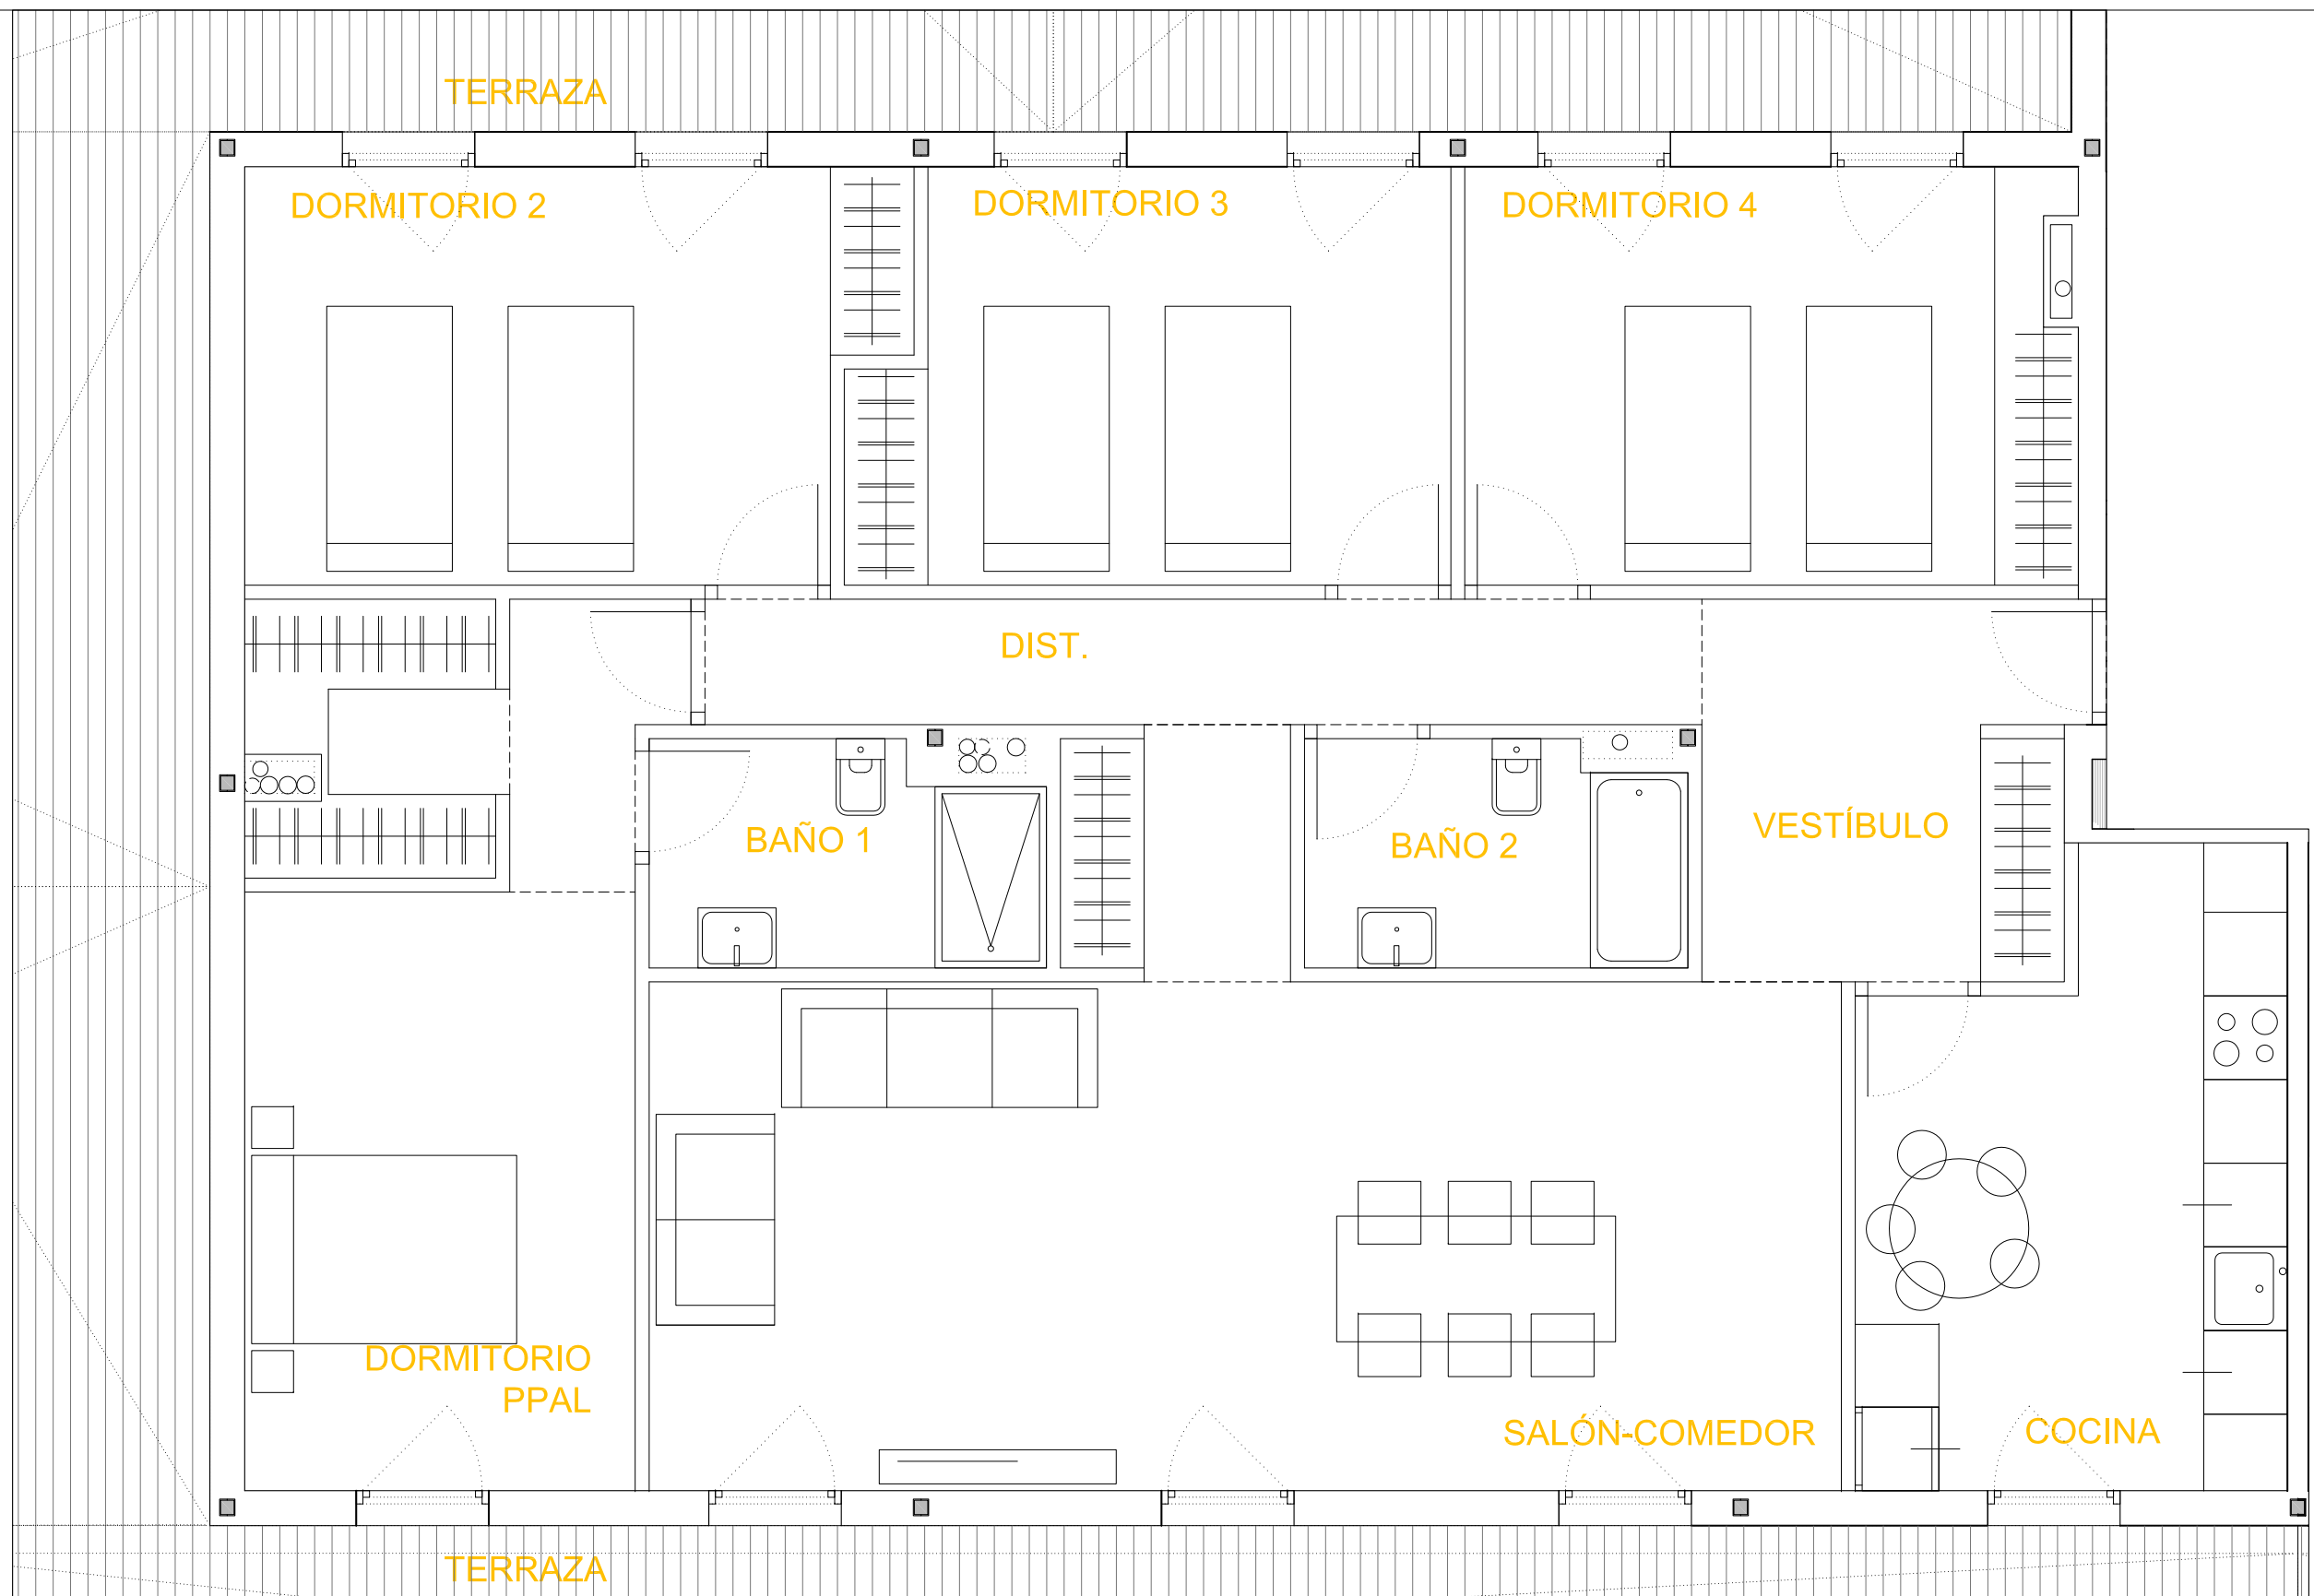 TERRAZA
DORMITORIO 2
DORMITORIO 3
DORMITORIO 4
DIST.
BAÑO 1
BAÑO 2
VESTÍBULO
DORMITORIO
PPAL
SALÓN-COMEDOR
COCINA
TERRAZA